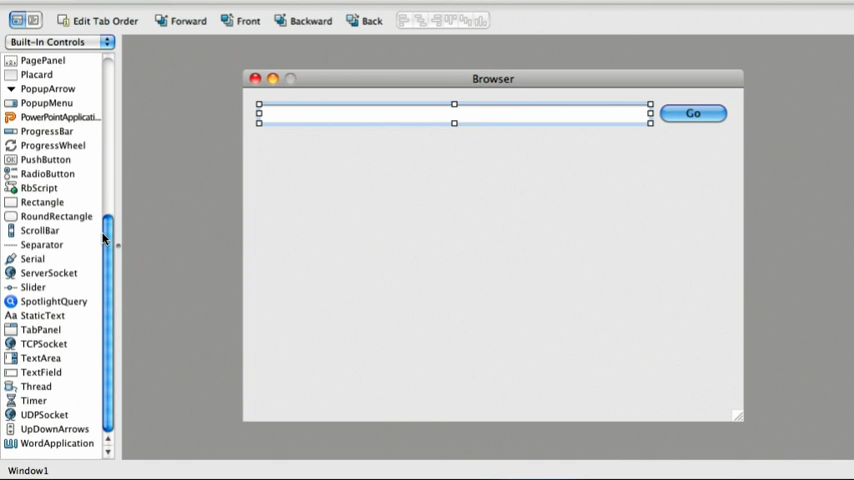 Edit Tab Order Forward Front Backward Back
Built-In Controls
PagePanel
Placard
PopupArrow
PopupMenu
PowerPointApplicati...
ProgressBar
ProgressWheel
PushButton
RadioButton
RbScript
Rectangle
RoundRectangle
ScrollBar
Separator
Serial
ServerSocket
Slider
SpotlightQuery
Aa StaticText
TabPanel
TCPSocket
TextArea
TextField
Thread
Timer
UDPSocket
UpDownArrows
WordApplication
Browser
Go
Window1